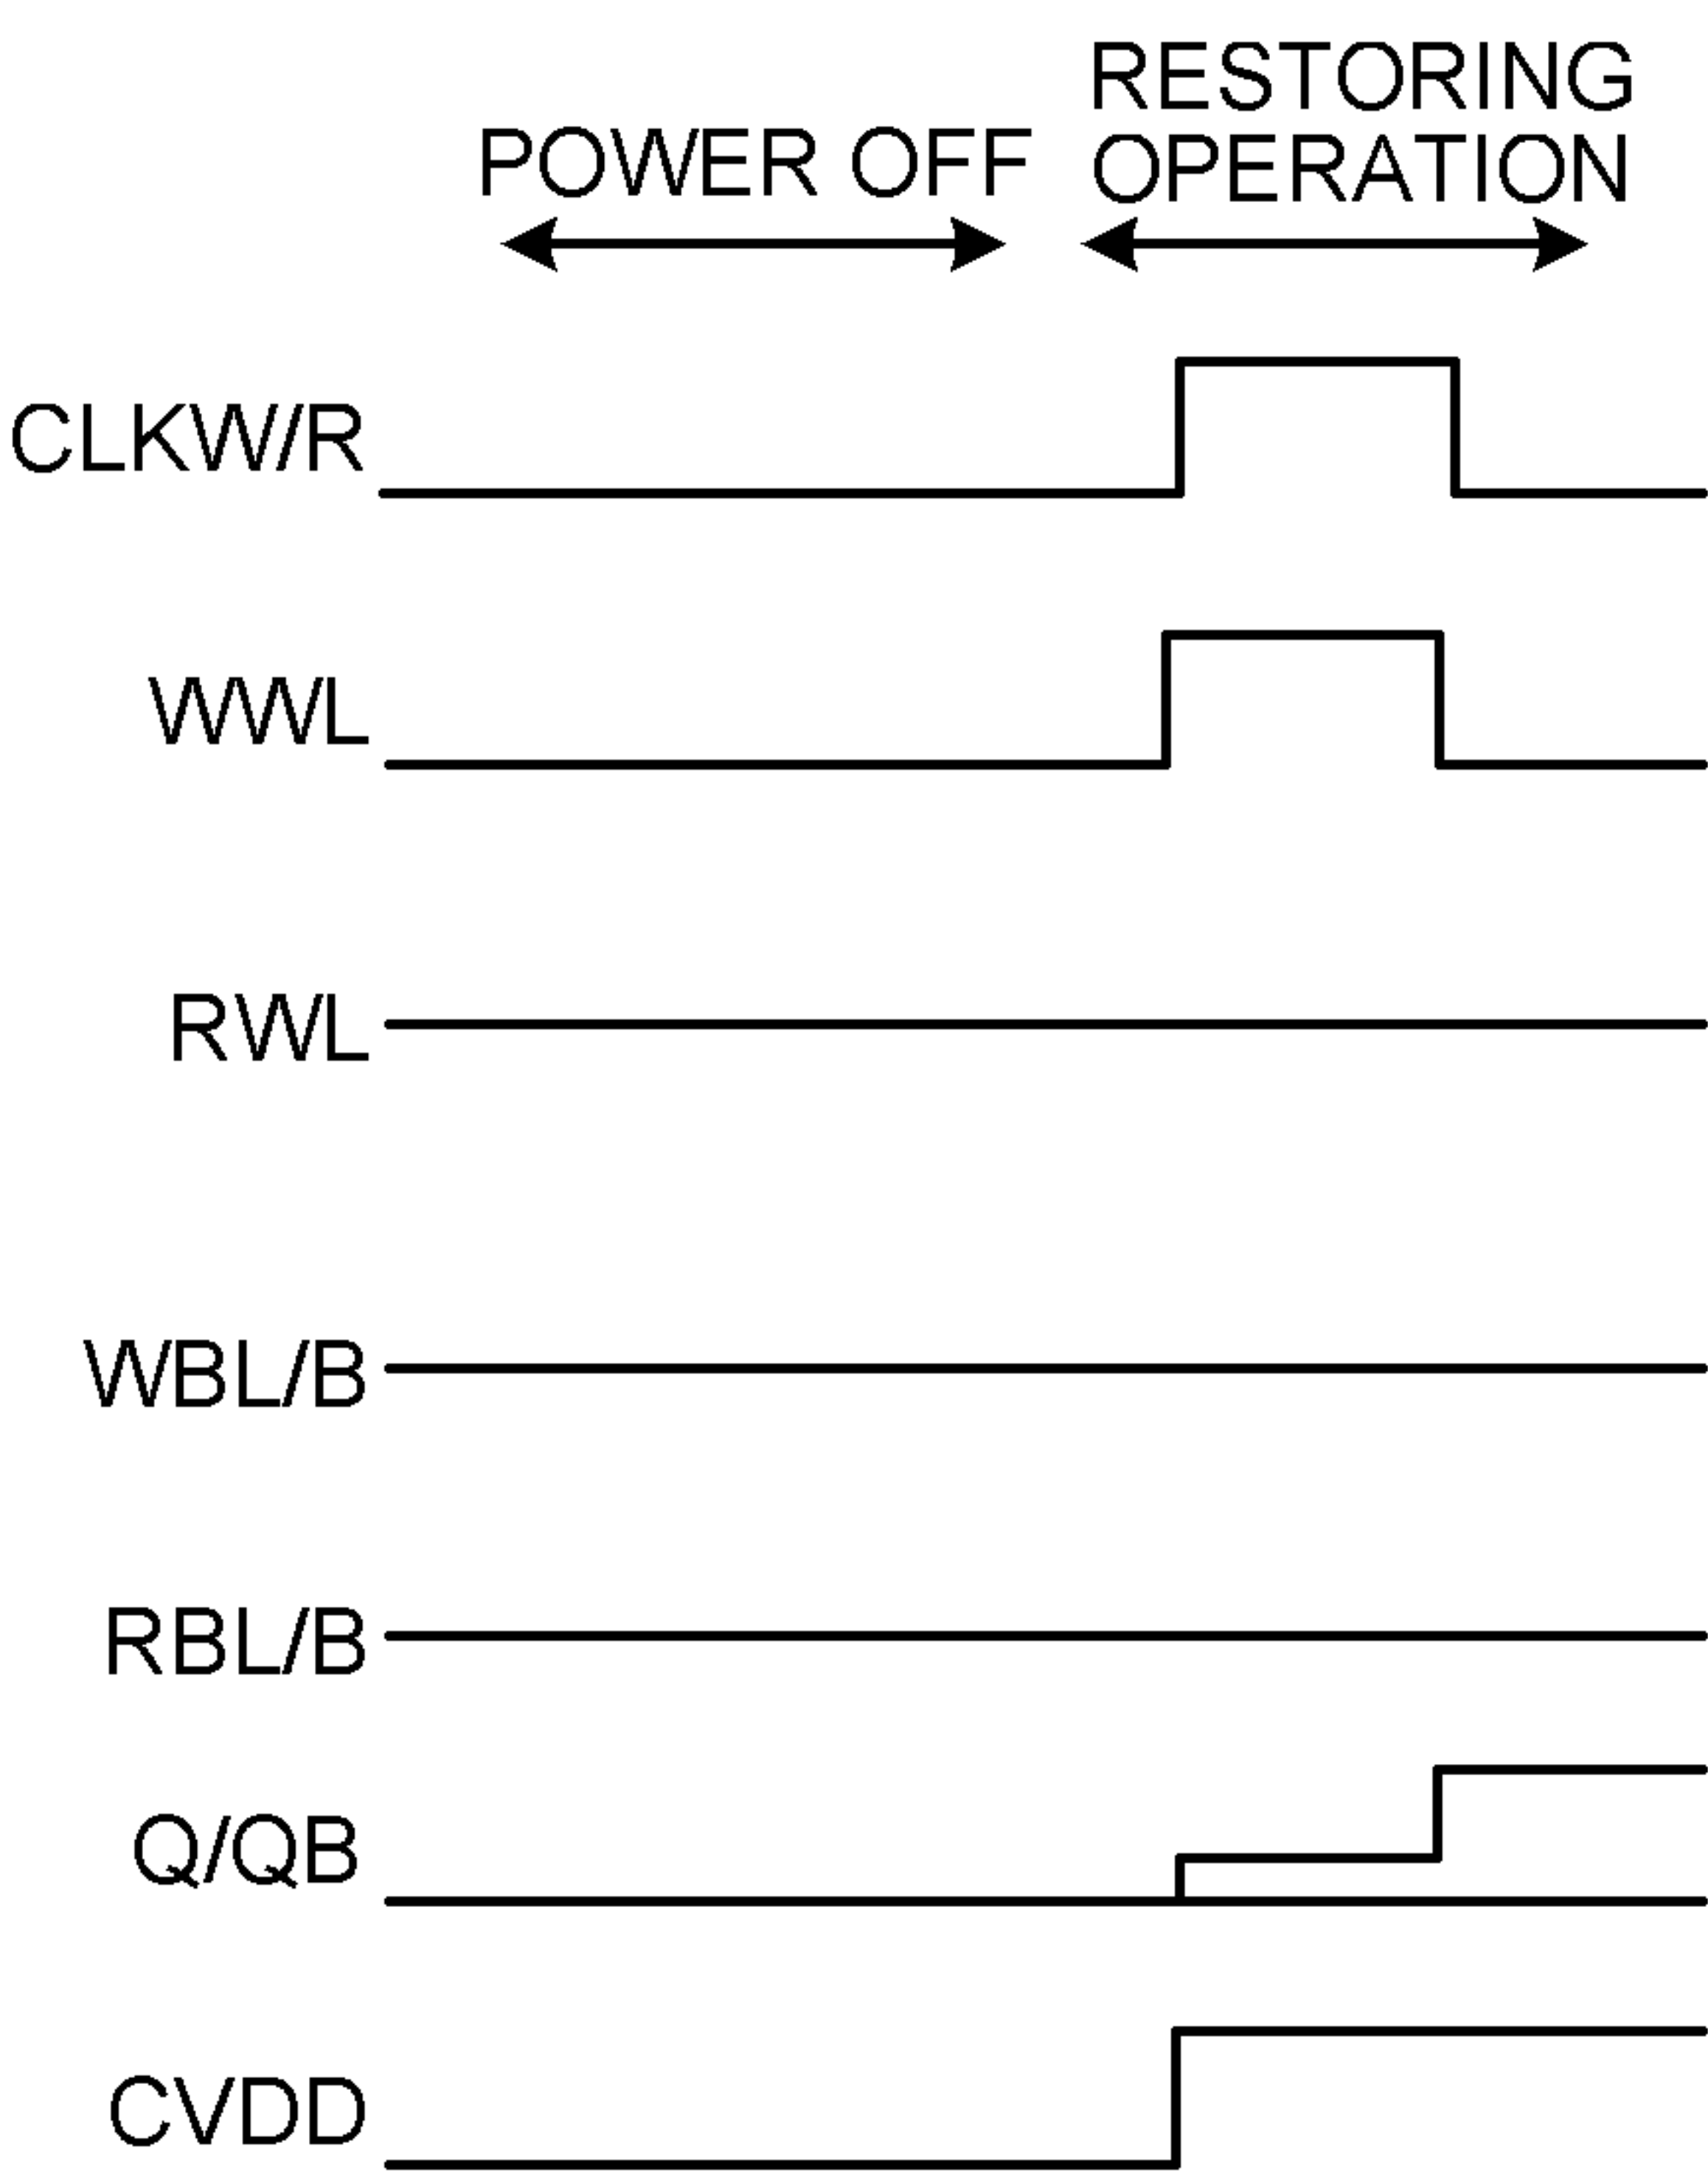 RESTORING
POWER OFF OPERATION
CLKW/R
WWL
RWL
WBL/B
RBL/B
Q/QB
CVDD